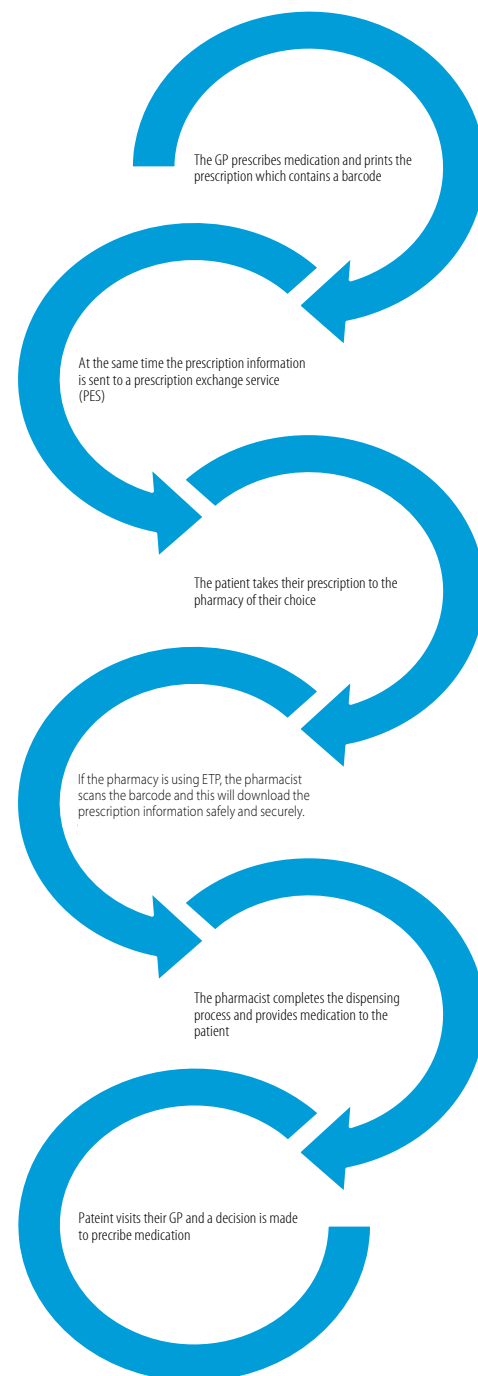 The GP prescribes medication and prints the
prescription which contains a barcode
At the same time the prescription information
is sent to a prescription exchange service
(PES)
The patient takes their prescription to the
pharmacy of their choice
If the pharmacy is using ETP, the pharmacist
scans the barcode and this will download the
prescription information safely and securely.
The pharmacist completes the dispensing
process and provides medication to the
patient
Pateint visits their GP and a decision is made
to precribe medication